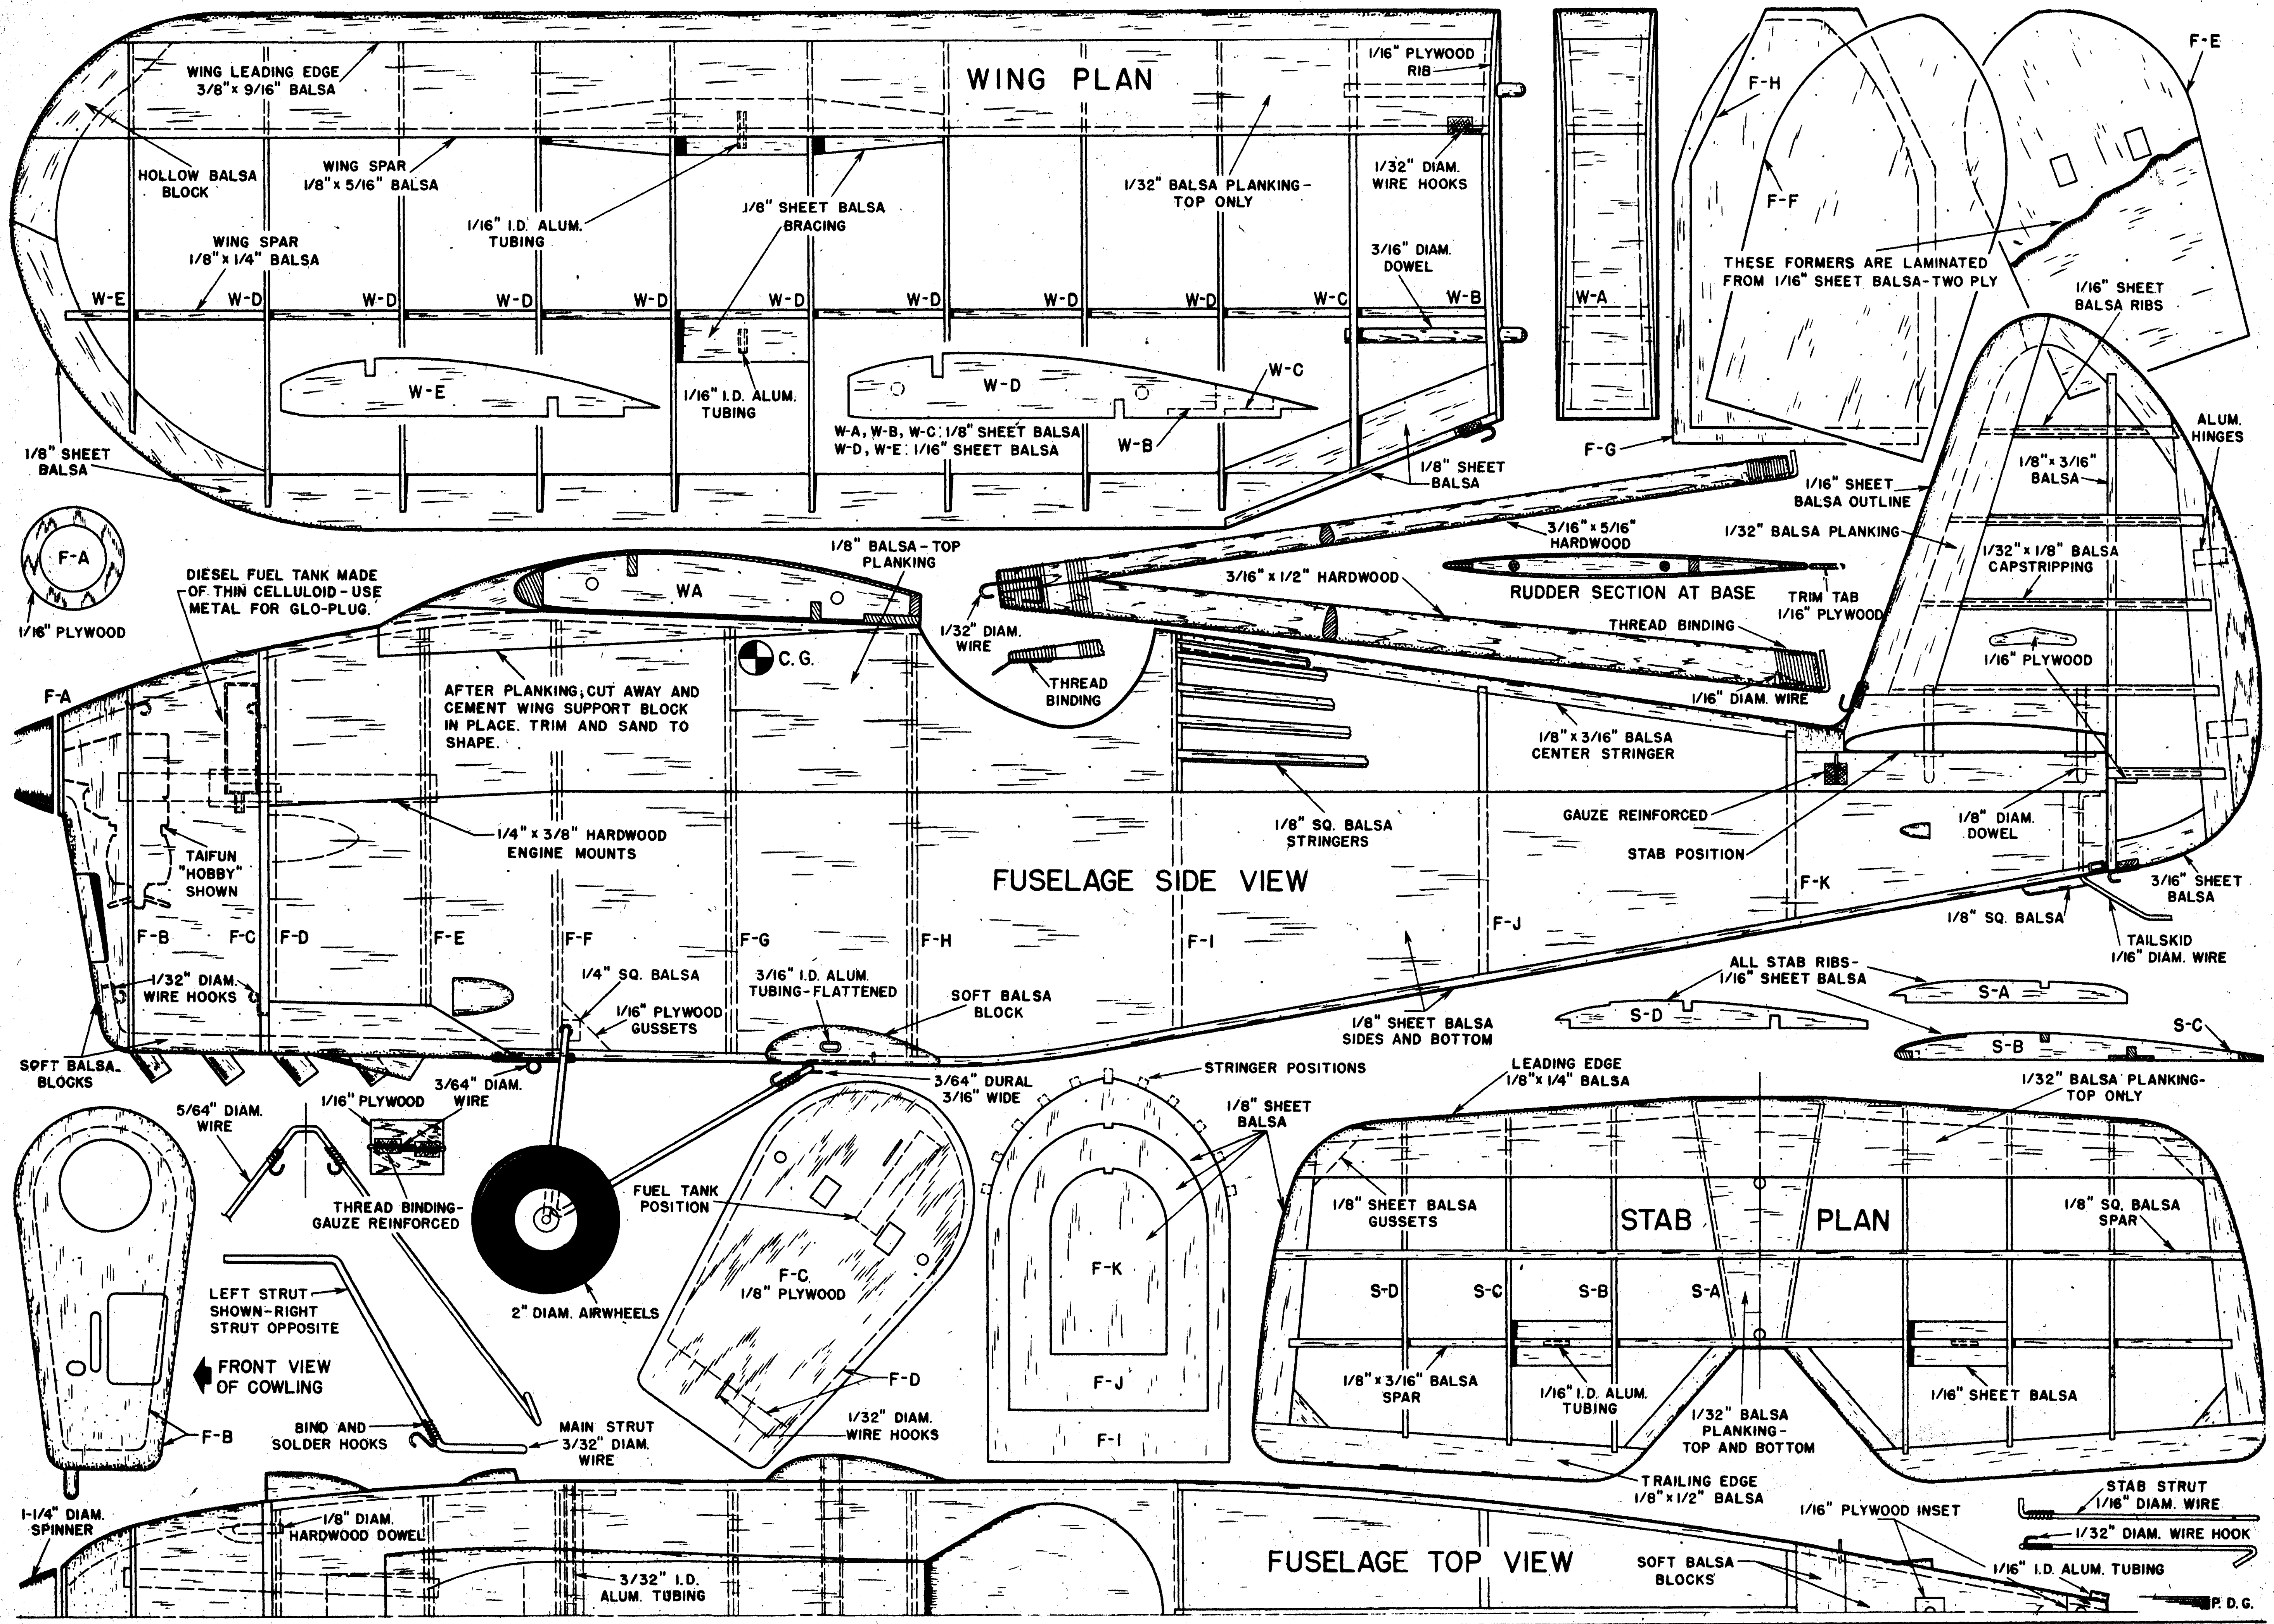 WING PLAN
WING LEADING EDGE
3/8" x 9/16" BALSA
HOLLOW BALSA
BLOCK
WING SPAR
1/8" x 5/16" BALSA
WING SPAR
1/8" x 1/4" BALSA
1/16" I.D. ALUM.
TUBING
1/8" SHEET BALSA
BRACING
1/32" BALSA PLANKING-
TOP ONLY
1/16" PLYWOOD
RIB
1/32" DIAM.
WIRE HOOKS
3/16" DIAM.
DOWEL
W-E
W-D
W-D
W-D
W-D
W-D
W-D
W-D
W-D
W-C
W-B
W-A
W-E
1/16" I.D. ALUM.
TUBING
W-D
W-C
W-B
W-A, W-B, W-C: 1/8" SHEET BALSA
W-D, W-E: 1/16" SHEET BALSA
1/8" SHEET
BALSA
1/8" SHEET
BALSA
F-H
F-F
F-E
F-G
THESE FORMERS ARE LAMINATED
FROM 1/16" SHEET BALSA-TWO PLY
1/16" SHEET
BALSA RIBS
ALUM.
HINGES
1/8" x 3/16"
BALSA
1/16" SHEET
BALSA OUTLINE
1/32" BALSA PLANKING
1/32" x 1/8" BALSA
CAPSTRIPPING
1/16" PLYWOOD
3/16" x 5/16"
HARDWOOD
3/16" x 1/2" HARDWOOD
RUDDER SECTION AT BASE
TRIM TAB
1/16" PLYWOOD
THREAD BINDING
1/16" DIAM. WIRE
1/32" DIAM.
WIRE
THREAD
BINDING
F-A
1/16" PLYWOOD
DIESEL FUEL TANK MADE
OF THIN CELLULOID-USE
METAL FOR GLO-PLUG.
1/8" BALSA-TOP
PLANKING
WA
C.G.
F-A
AFTER PLANKING, CUT AWAY AND
CEMENT WING SUPPORT BLOCK
IN PLACE. TRIM AND SAND TO
SHAPE.
1/8" x 3/16" BALSA
CENTER STRINGER
1/4" x 3/8" HARDWOOD
ENGINE MOUNTS
TAIFUN
"HOBBY"
SHOWN
1/8" SQ. BALSA
STRINGERS
GAUZE REINFORCED
STAB POSITION
1/8" DIAM.
DOWEL
FUSELAGE SIDE VIEW
F-K
3/16" SHEET
BALSA
1/8" SQ. BALSA
TAILSKID
1/16" DIAM. WIRE
F-B
F-C
F-D
F-E
F-F
F-G
F-H
F-I
F-J
1/32" DIAM.
WIRE HOOKS
1/4" SQ. BALSA
1/16" PLYWOOD
GUSSETS
3/16" I.D. ALUM.
TUBING-FLATTENED
SOFT BALSA
BLOCK
1/8" SHEET BALSA
SIDES AND BOTTOM
ALL STAB RIBS-
1/16" SHEET BALSA
S-A
S-D
S-B
S-C
SOFT BALSA
BLOCKS
5/64" DIAM.
WIRE
1/16" PLYWOOD
3/64" DIAM.
WIRE
3/64" DURAL
3/16" WIDE
STRINGER POSITIONS
1/8" SHEET
BALSA
LEADING EDGE
1/8" x 1/4" BALSA
1/32" BALSA PLANKING-
TOP ONLY
THREAD BINDING-
GAUZE REINFORCED
FUEL TANK
POSITION
F-C
1/8" PLYWOOD
2" DIAM. AIRWHEELS
F-K
F-J
F-I
1/8" SHEET BALSA
GUSSETS
STAB PLAN
1/8" SQ. BALSA
SPAR
S-D
S-C
S-B
S-A
LEFT STRUT
SHOWN-RIGHT
STRUT OPPOSITE
FRONT VIEW
OF COWLING
F-B
BIND AND
SOLDER HOOKS
MAIN STRUT
3/32" DIAM.
WIRE
F-D
1/32" DIAM.
WIRE HOOKS
1/8" x 3/16" BALSA
SPAR
1/16" I.D. ALUM.
TUBING
1/32" BALSA
PLANKING-
TOP AND BOTTOM
1/16" SHEET BALSA
TRAILING EDGE
1/8" x 1/2" BALSA
1-1/4" DIAM.
SPINNER
1/8" DIAM.
HARDWOOD DOWEL
3/32" I.D.
ALUM. TUBING
FUSELAGE TOP VIEW
SOFT BALSA
BLOCKS
1/16" PLYWOOD INSET
STAB STRUT
1/16" DIAM. WIRE
1/32" DIAM. WIRE HOOK
1/16" I.D. ALUM. TUBING
P.D.G.